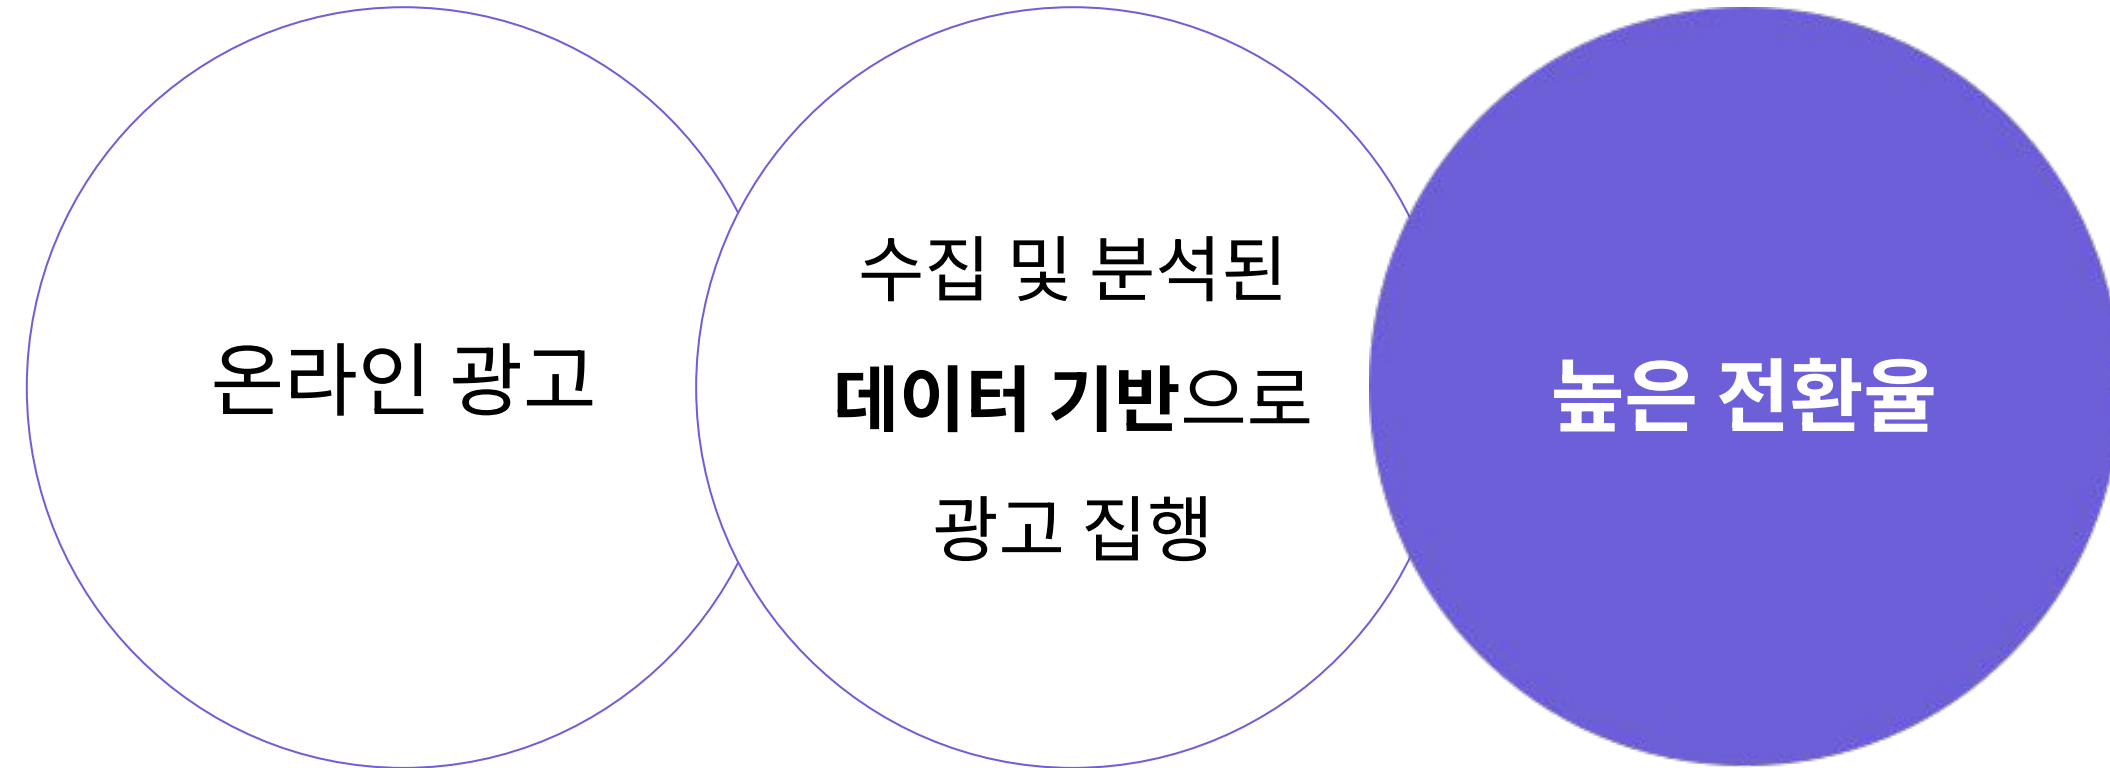 온라인 광고
수집 및 분석된
데이터 기반으로
광고 집행
높은 전환율